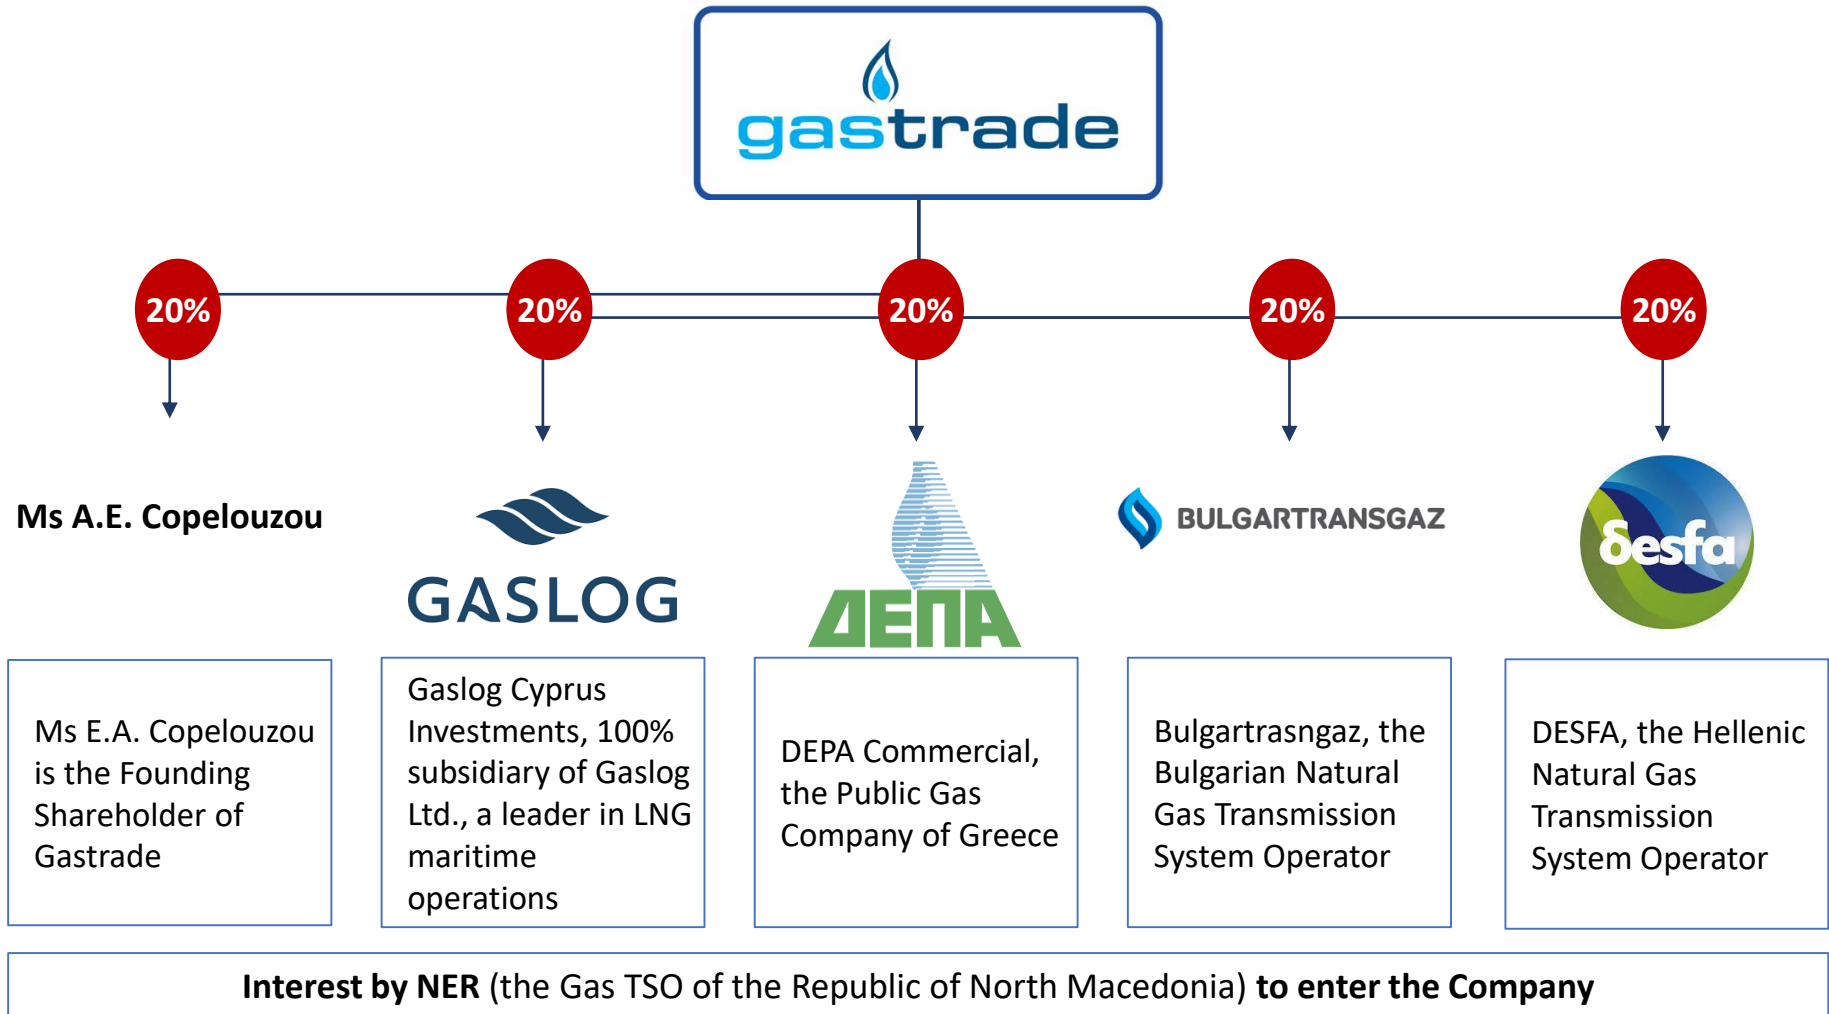 gastrade
20%
20%
20%
20%
20%
Ms A.E. Copelouzou
GASLOG
ΔΕΠΑ
BULGARTRANSGAZ
δesfa
Ms E.A. Copelouzou
is the Founding
Shareholder of
Gastrade
Gaslog Cyprus
Investments, 100%
subsidiary of Gaslog
Ltd., a leader in LNG
maritime
operations
DEPA Commercial,
the Public Gas
Company of Greece
Bulgartrasngaz, the
Bulgarian Natural
Gas Transmission
System Operator
DESFA, the Hellenic
Natural Gas
Transmission
System Operator
Interest by NER (the Gas TSO of the Republic of North Macedonia) to enter the Company